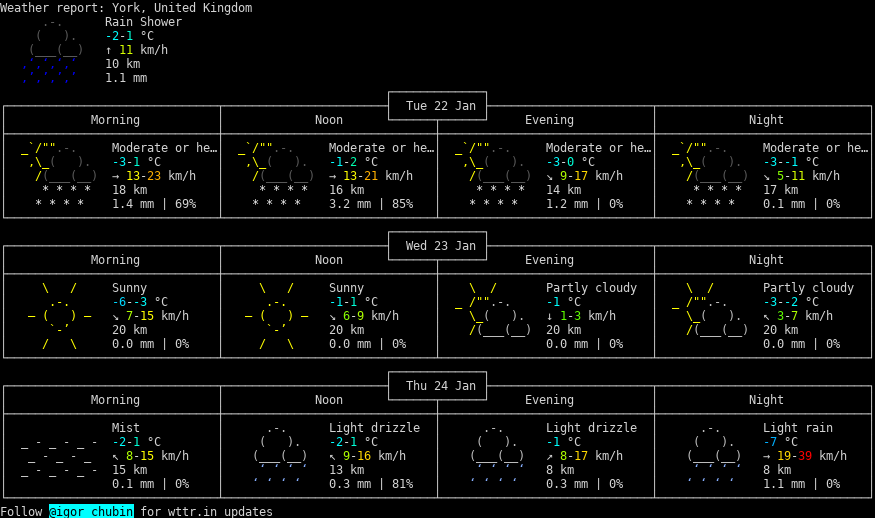 Weather report: York, United Kingdom
Rain Shower
-2-1 °C
↑ 11 km/h
10 km
1.1 mm
Tue 22 Jan
Morning Noon Evening Night
Moderate or he… Moderate or he… Moderate or he… Moderate or he…
-3-1 °C -1-2 °C -3-0 °C -3--1 °C
→ 13-23 km/h → 13-21 km/h ↘ 9-17 km/h ↘ 5-11 km/h
18 km 16 km 14 km 17 km
1.4 mm | 69% 3.2 mm | 85% 1.2 mm | 0% 0.1 mm | 0%
Wed 23 Jan
Morning Noon Evening Night
Sunny Sunny Partly cloudy Partly cloudy
-6--3 °C -1-1 °C -1 °C -3--2 °C
↘ 7-15 km/h ↘ 6-9 km/h ↓ 1-3 km/h ↖ 3-7 km/h
20 km 20 km 20 km 20 km
0.0 mm | 0% 0.0 mm | 0% 0.0 mm | 0% 0.0 mm | 0%
Thu 24 Jan
Morning Noon Evening Night
Mist Light drizzle Light drizzle Light rain
-2-1 °C -2-1 °C -1 °C -7 °C
↖ 8-15 km/h ↖ 9-16 km/h ↗ 8-17 km/h → 19-39 km/h
15 km 13 km 8 km 8 km
0.1 mm | 0% 0.3 mm | 81% 0.3 mm | 0% 1.1 mm | 0%
Follow @igor_chubin for wttr.in updates